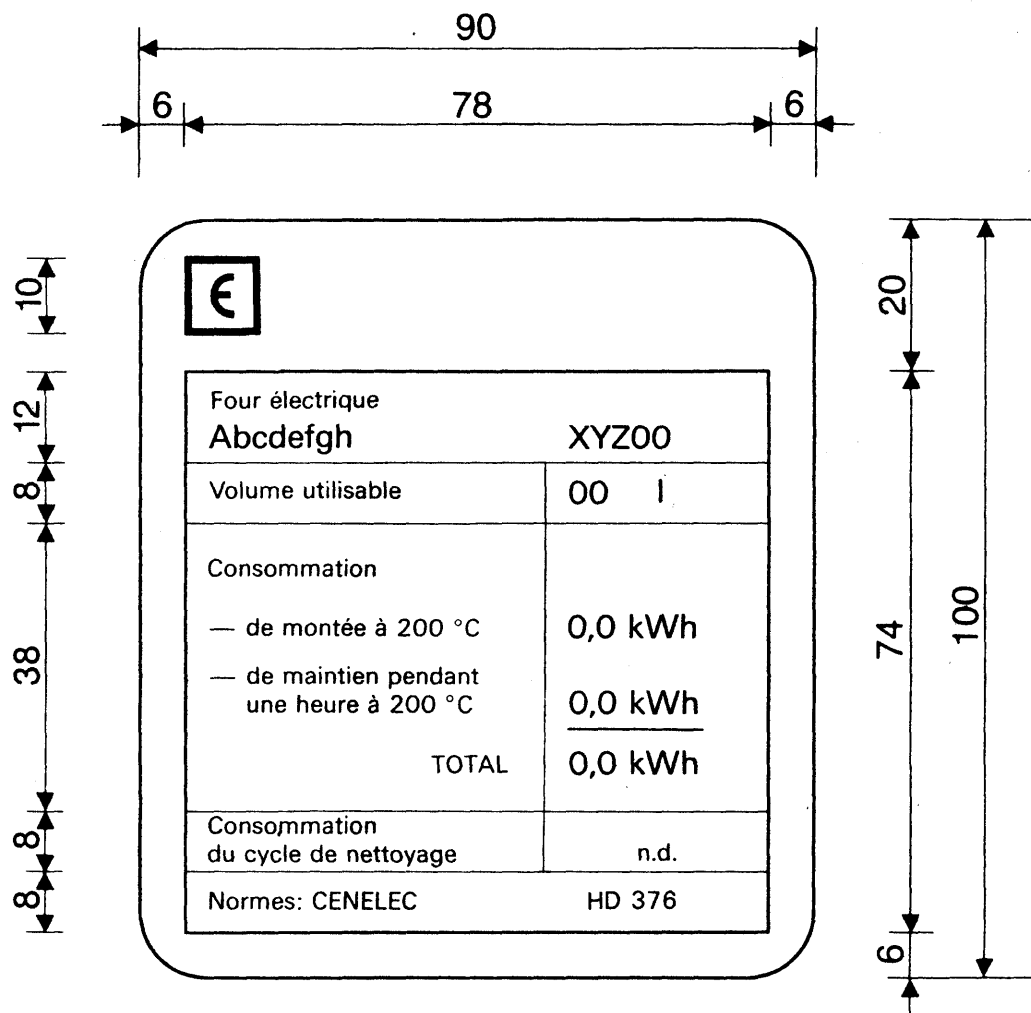 90
6 78 6
10
20
Є
12
Four électrique
Abcdefgh XYZ00
8
Volume utilisable 00 l
38
Consommation
— de montée à 200 °C 0,0 kWh
— de maintien pendant
une heure à 200 °C 0,0 kWh
TOTAL 0,0 kWh
74
100
8
Consommation
du cycle de nettoyage n.d.
8
Normes: CENELEC HD 376
6